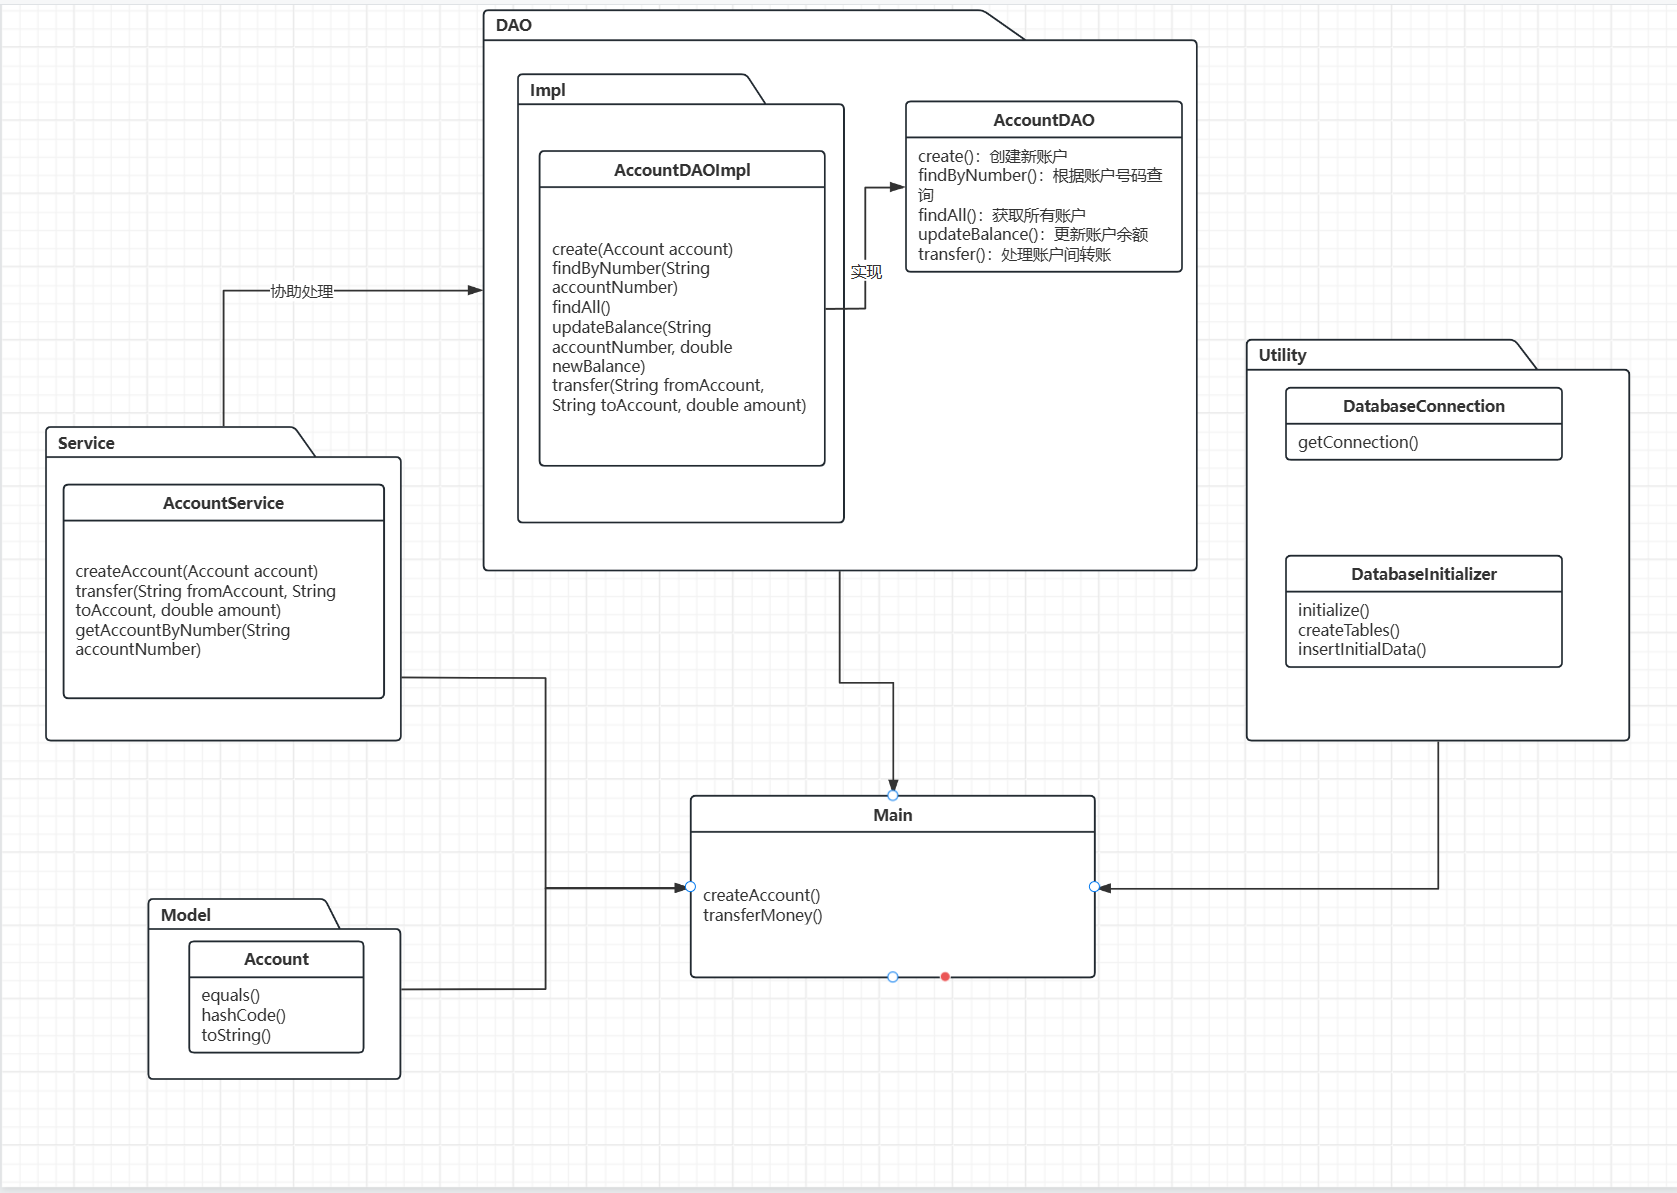 DAO
Impl
AccountDAOImpl
create(Account account)
findByNumber(String
accountNumber)
findAll()
updateBalance(String
accountNumber, double
newBalance)
transfer(String fromAccount,
String toAccount, double amount)
实现
AccountDAO
create()：创建新账户
findByNumber()：根据账户号码查
询
findAll()：获取所有账户
updateBalance()：更新账户余额
transfer()：处理账户间转账
协助处理
Service
AccountService
createAccount(Account account)
transfer(String fromAccount, String
toAccount, double amount)
getAccountByNumber(String
accountNumber)
Utility
DatabaseConnection
getConnection()
DatabaseInitializer
initialize()
createTables()
insertInitialData()
Main
createAccount()
transferMoney()
Model
Account
equals()
hashCode()
toString()